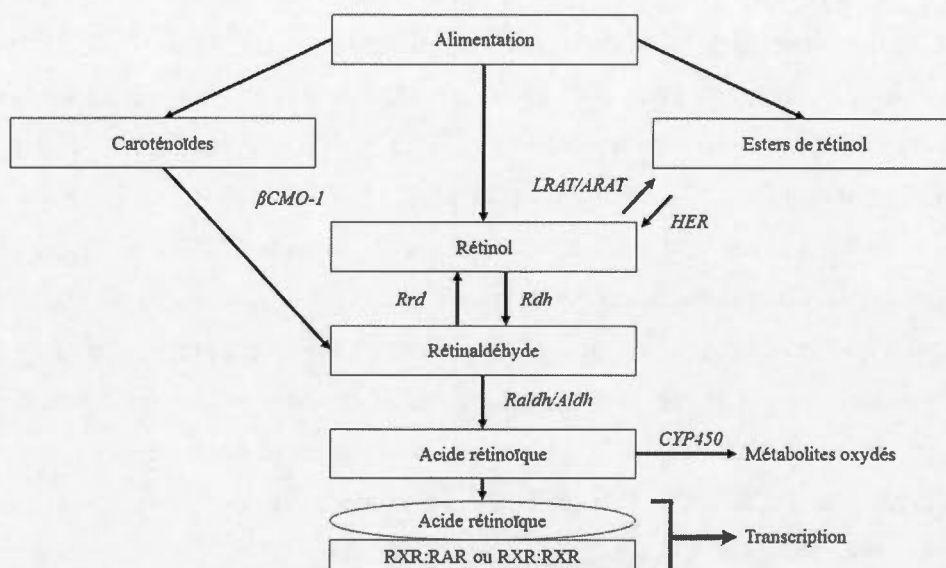 Alimentation
Caroténoïdes
Esters de rétinol
βCMO-1
LRAT/ARAT
HER
Rétinol
Rrd
Rdh
Rétinaldéhyde
Raldh/Aldh
Acide rétinoïque
CYP450
Métabolites oxydés
Acide rétinoïque
RXR:RAR ou RXR:RXR
Transcription